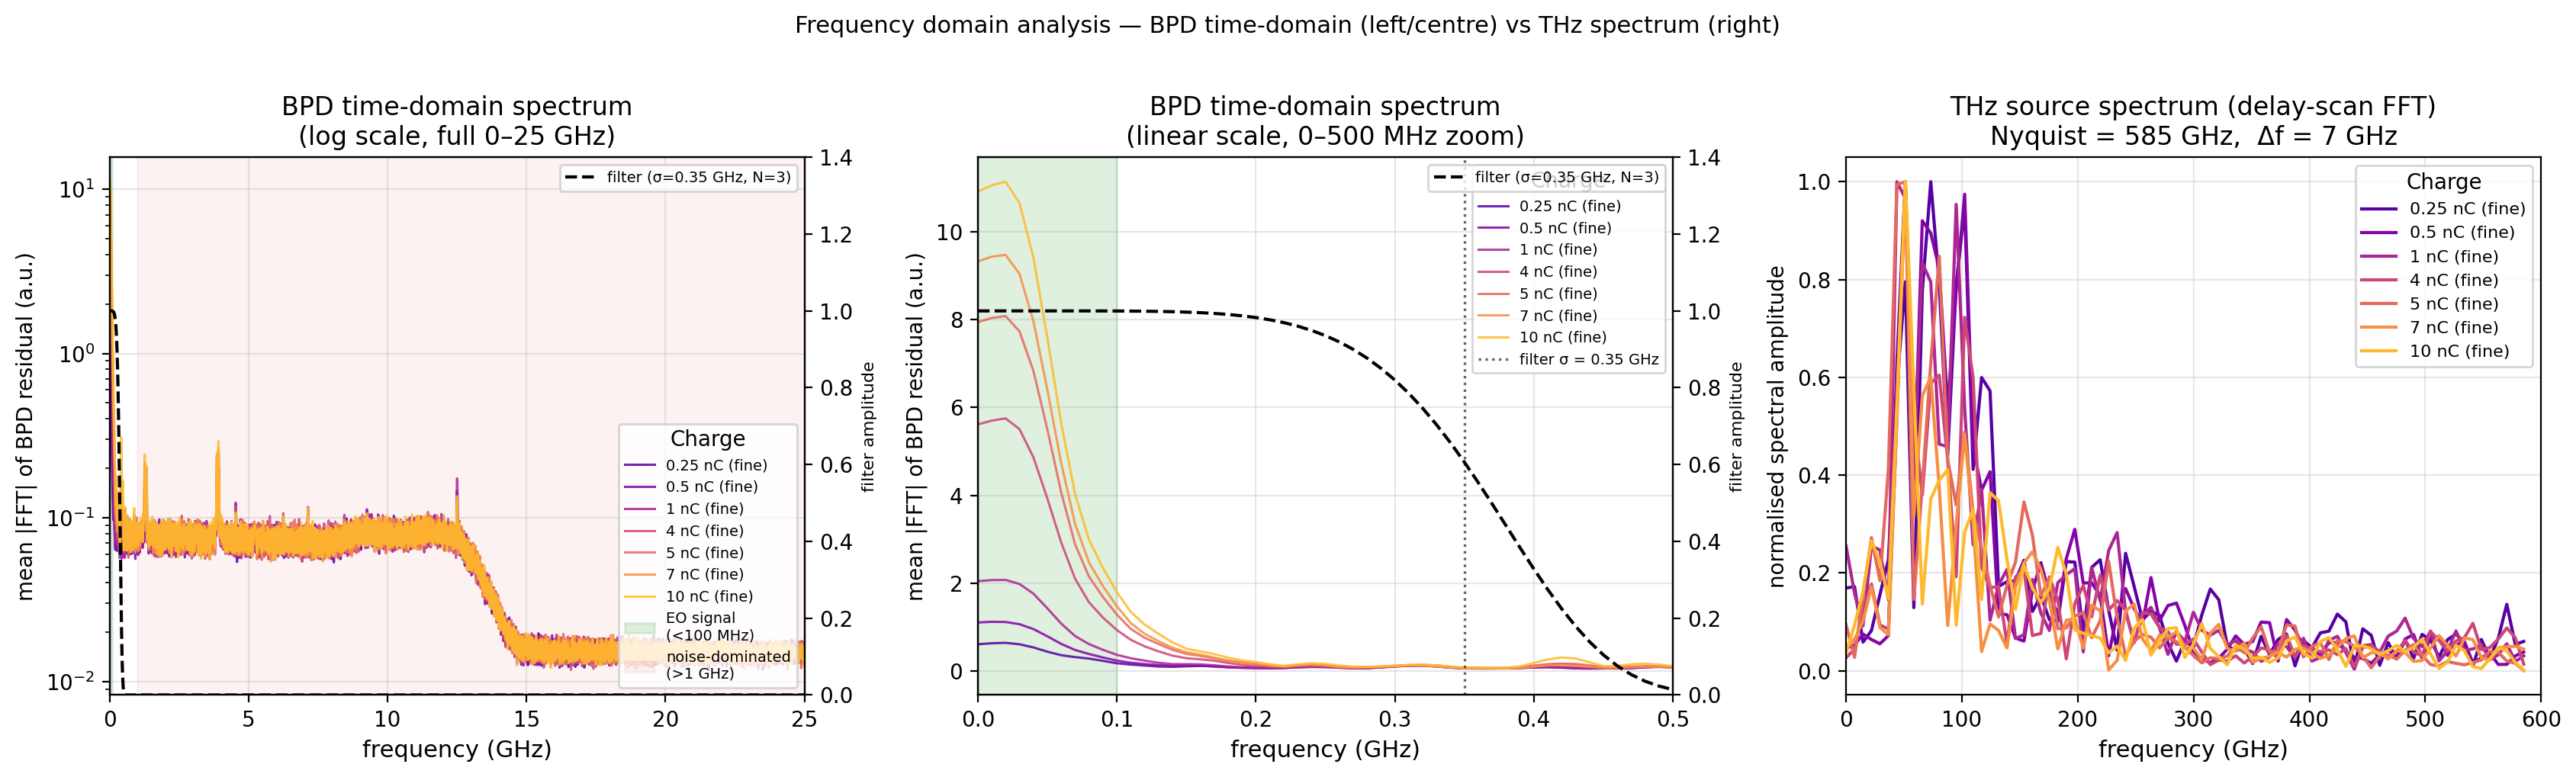 Frequency domain analysis — BPD time-domain (left/centre) vs THz spectrum (right)
BPD time-domain spectrum
(log scale, full 0–25 GHz)
mean |FFT| of BPD residual (a.u.)
10¹
10⁰
10⁻¹
10⁻²
0
5
10
15
20
25
frequency (GHz)
filter (σ=0.35 GHz, N=3)
Charge
0.25 nC (fine)
0.5 nC (fine)
1 nC (fine)
4 nC (fine)
5 nC (fine)
7 nC (fine)
10 nC (fine)
EO signal
(<100 MHz)
noise-dominated
(>1 GHz)
1.4
1.2
1.0
0.8
0.6
0.4
0.2
0.0
filter amplitude
BPD time-domain spectrum
(linear scale, 0–500 MHz zoom)
mean |FFT| of BPD residual (a.u.)
10
8
6
4
2
0
0.0
0.1
0.2
0.3
0.4
0.5
frequency (GHz)
filter (σ=0.35 GHz, N=3)
Charge
0.25 nC (fine)
0.5 nC (fine)
1 nC (fine)
4 nC (fine)
5 nC (fine)
7 nC (fine)
10 nC (fine)
filter σ = 0.35 GHz
1.4
1.2
1.0
0.8
0.6
0.4
0.2
0.0
filter amplitude
THz source spectrum (delay-scan FFT)
Nyquist = 585 GHz, Δf = 7 GHz
normalised spectral amplitude
1.0
0.8
0.6
0.4
0.2
0.0
0
100
200
300
400
500
600
frequency (GHz)
Charge
0.25 nC (fine)
0.5 nC (fine)
1 nC (fine)
4 nC (fine)
5 nC (fine)
7 nC (fine)
10 nC (fine)